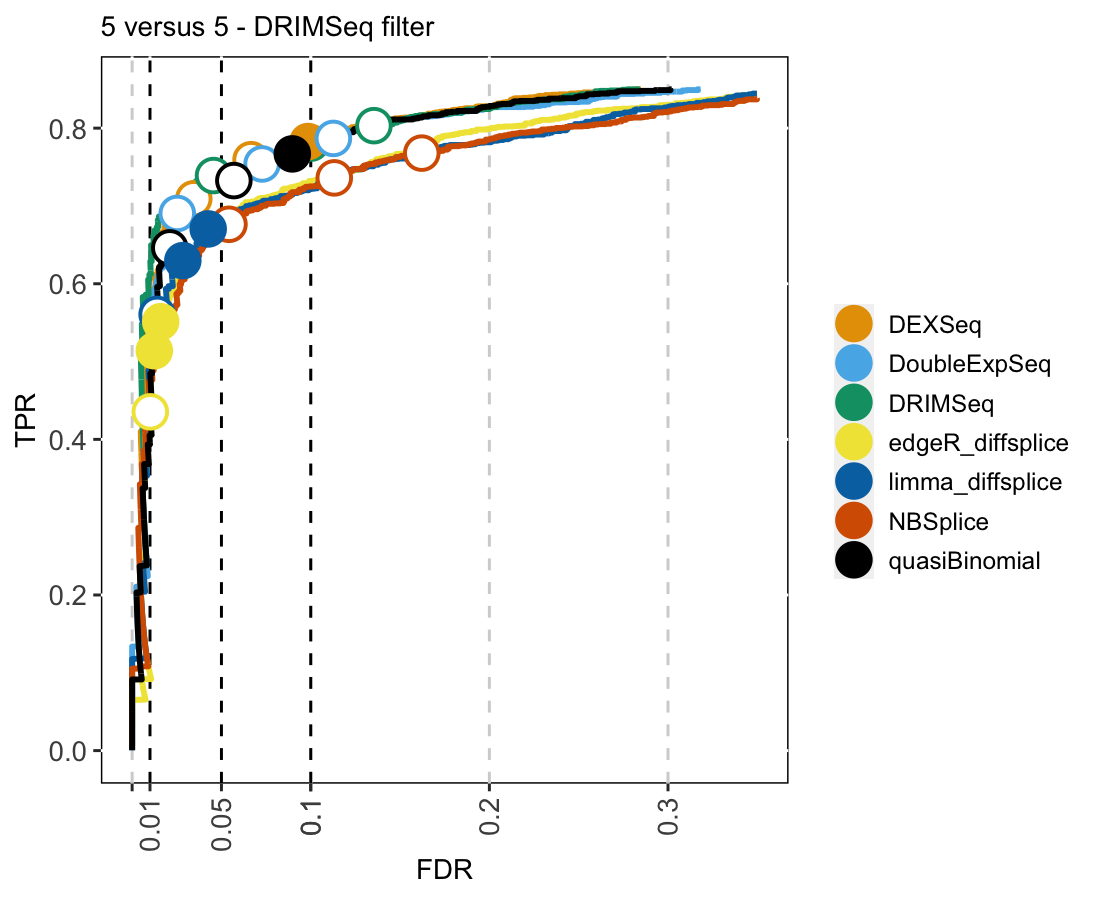 5 versus 5 - DRIMSeq filter
TPR
0.8
0.6
0.4
0.2
0.0
0.01
0.05
0.1
0.2
0.3
FDR
DEXSeq
DoubleExpSeq
DRIMSeq
edgeR_diffsplice
limma_diffsplice
NBSplice
quasiBinomial